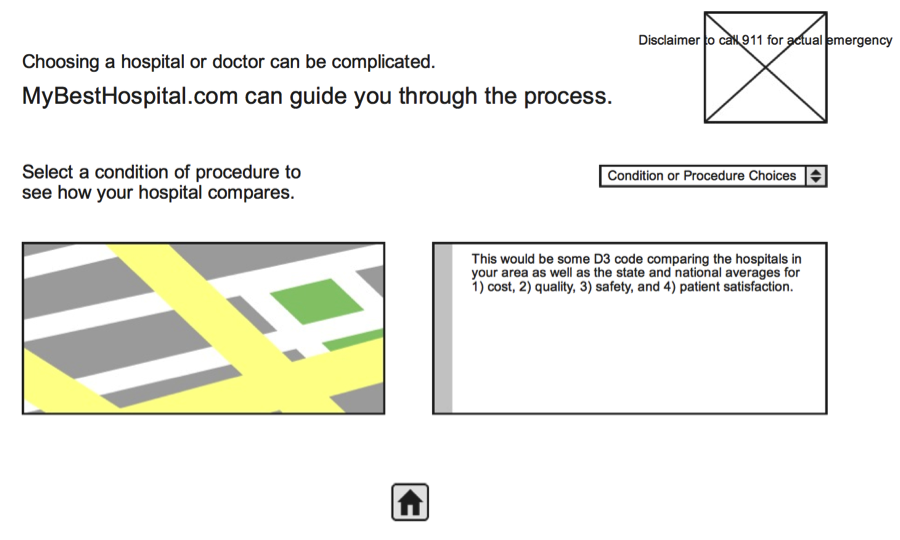 Disclaimer to call 911 for actual emergency
Choosing a hospital or doctor can be complicated.
MyBestHospital.com can guide you through the process.
Select a condition of procedure to
see how your hospital compares.
Condition or Procedure Choices
This would be some D3 code comparing the hospitals in
your area as well as the state and national averages for
1) cost, 2) quality, 3) safety, and 4) patient satisfaction.